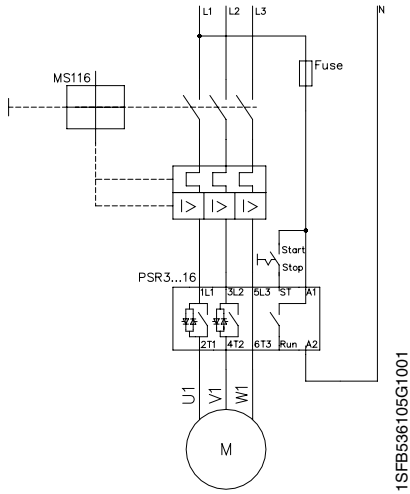 L1 L2 L3 N
Fuse
MS116
I> I> I>
Start
Stop
PSR3...16
1L1 3L2 5L3 ST A1
2T1 4T2 6T3 Run A2
U1 V1 W1
M
1SFB536105G1001